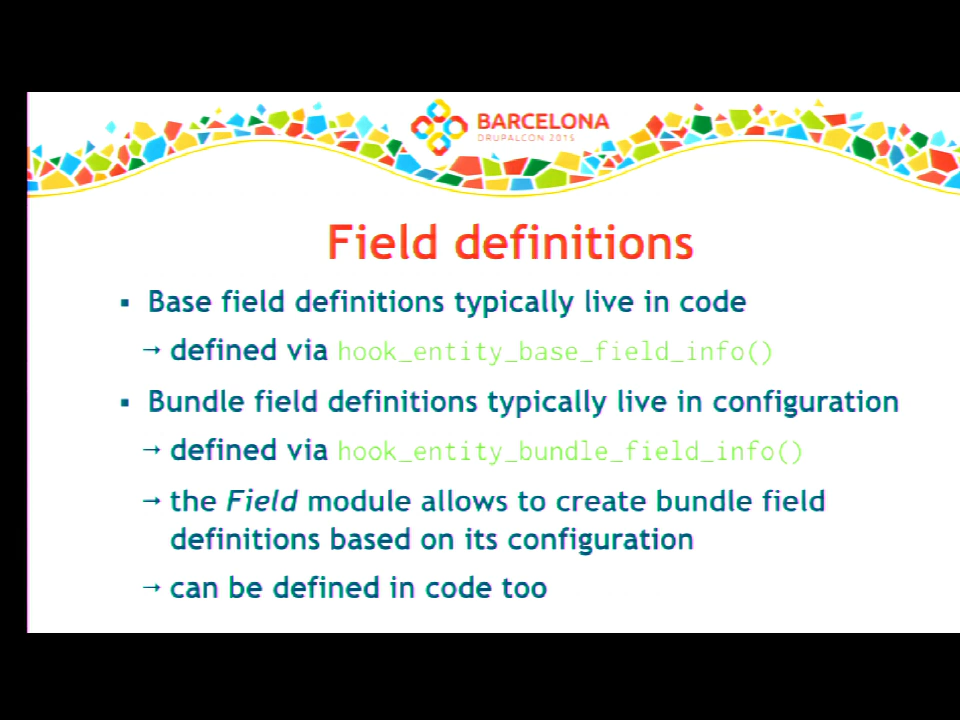 BARCELONA
DRUPALCON 2015
Field definitions
▪ Base field definitions typically live in code
→ defined via hook_entity_base_field_info()
▪ Bundle field definitions typically live in configuration
→ defined via hook_entity_bundle_field_info()
→ the Field module allows to create bundle field
definitions based on its configuration
→ can be defined in code too